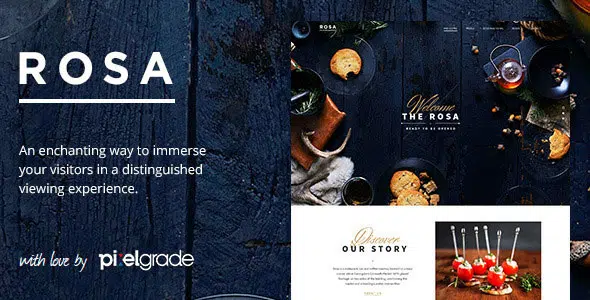 ROSA
An enchanting way to immerse
your visitors in a distinguished
viewing experience.
with love by pixelgrade
ROSA
Welcome
THE ROSA
READY TO BE OPENED
Discover
OUR STORY